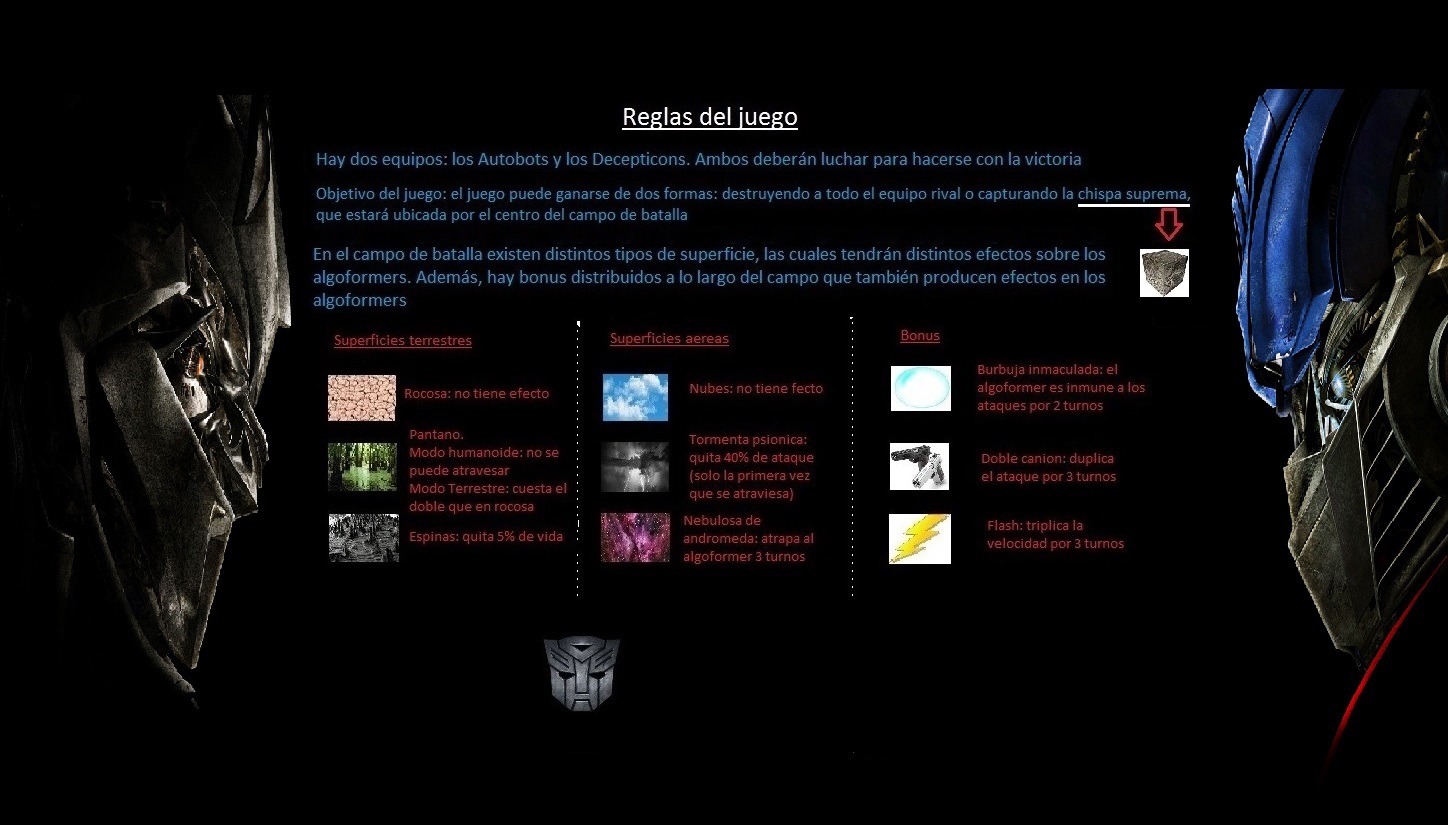 Reglas del juego
Hay dos equipos: los Autobots y los Decepticons. Ambos deberán luchar para hacerse con la victoria
Objetivo del juego: el juego puede ganarse de dos formas: destruyendo a todo el equipo rival o capturando la chispa suprema,
que estará ubicada por el centro del campo de batalla
En el campo de batalla existen distintos tipos de superficie, las cuales tendrán distintos efectos sobre los
algoformers. Además, hay bonus distribuidos a lo largo del campo que también producen efectos en los
algoformers
Superficies terrestres
Rocosa: no tiene efecto
Pantano.
Modo humanoide: no se
puede atravesar
Modo Terrestre: cuesta el
doble que en rocosa
Espinas: quita 5% de vida
Superficies aereas
Nubes: no tiene fecto
Tormenta psionica:
quita 40% de ataque
(solo la primera vez
que se atraviesa)
Nebulosa de
andromeda: atrapa al
algoformer 3 turnos
Bonus
Burbuja inmaculada: el
algoformer es inmune a los
ataques por 2 turnos
Doble canion: duplica
el ataque por 3 turnos
Flash: triplica la
velocidad por 3 turnos